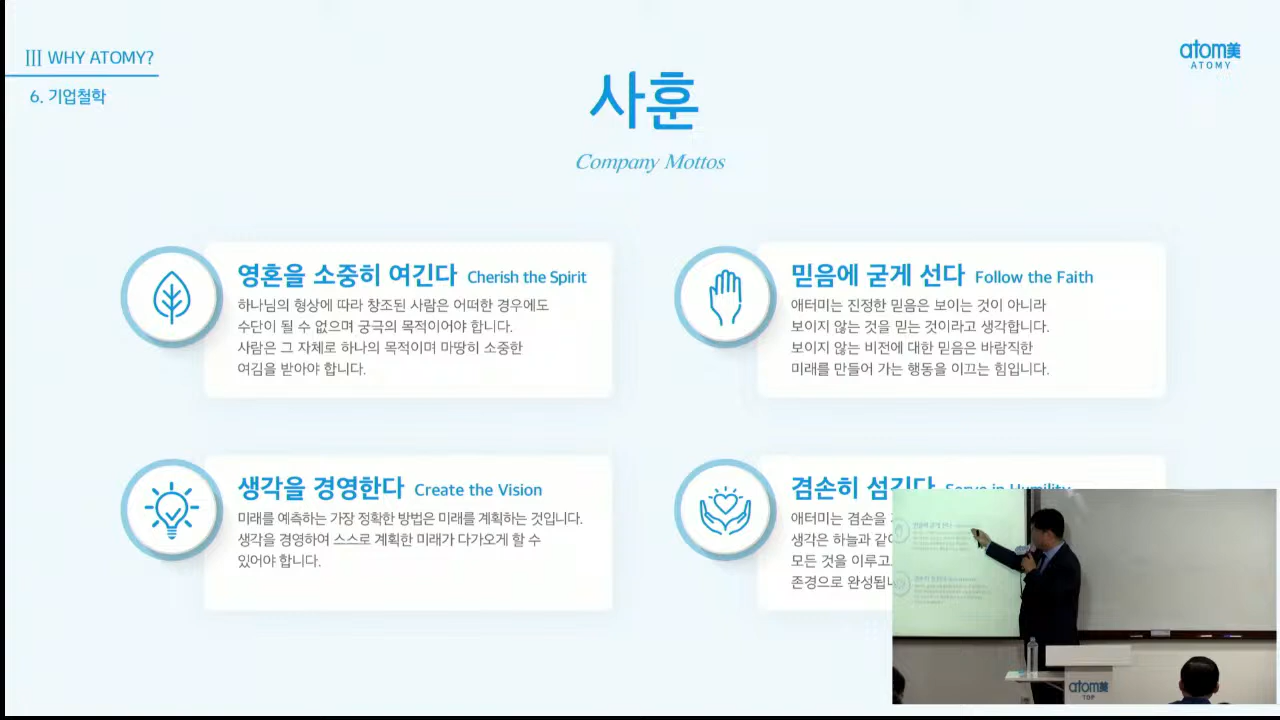 III WHY ATOMY?
6. 기업철학
atom美
ATOMY
사훈
Company Mottos
영혼을 소중히 여긴다 Cherish the Spirit
하나님의 형상에 따라 창조된 사람은 어떠한 경우에도
수단이 될 수 없으며 궁극의 목적이어야 합니다.
사람은 그 자체로 하나의 목적이며 마땅히 소중한
여김을 받아야 합니다.
믿음에 굳게 선다 Follow the Faith
애터미는 진정한 믿음은 보이는 것이 아니라
보이지 않는 것을 믿는 것이라고 생각합니다.
보이지 않는 비전에 대한 믿음은 바람직한
미래를 만들어 가는 행동을 이끄는 힘입니다.
생각을 경영한다 Create the Vision
미래를 예측하는 가장 정확한 방법은 미래를 계획하는 것입니다.
생각을 경영하여 스스로 계획한 미래가 다가오게 할 수
있어야 합니다.
겸손히 섬긴다 Serve in Humility
애터미는 겸손을
생각은 하늘과 같이
모든 것을 이루고
존경으로
atom美
TOP